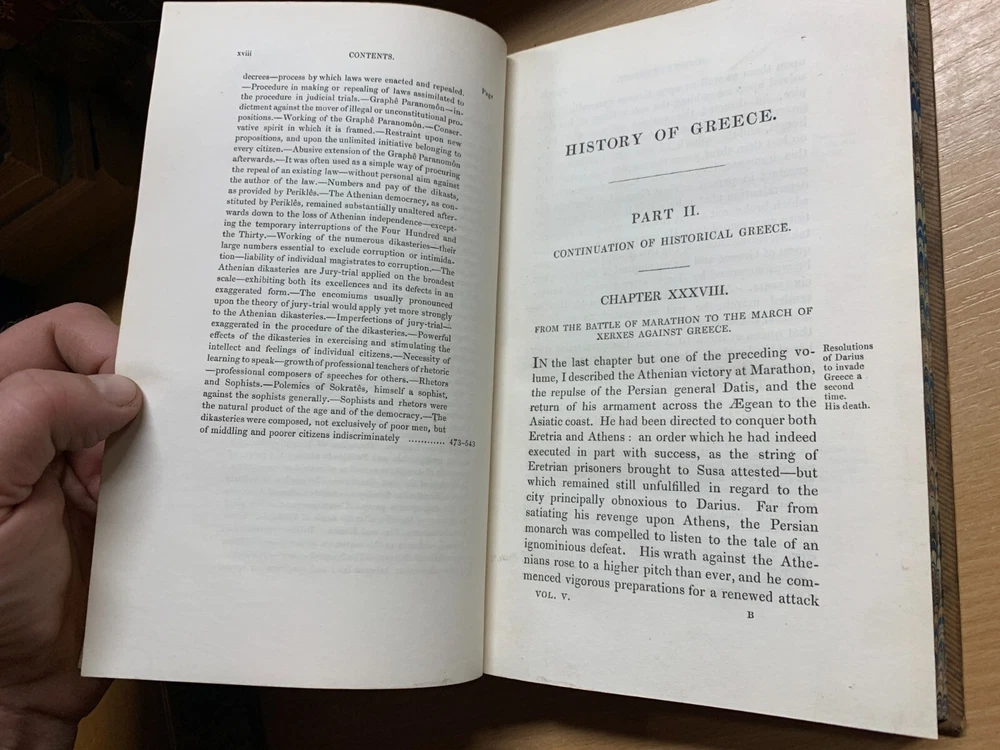 xviii CONTENTS.
Page
decrees—process by which laws were enacted and repealed.
—Procedure in making or repealing of laws assimilated to
the procedure in judicial trials.—Graphê Paranomôn—in-
dictment against the mover of illegal or unconstitutional pro-
positions.—Working of the Graphê Paranomôn.—Conser-
vative spirit in which it is framed.—Restraint upon new
propositions, and upon the unlimited initiative belonging to
every citizen.—Abusive extension of the Graphê Paranomôn
afterwards.—It was often used as a simple way of procuring
the repeal of an existing law—without personal aim against
the author of the law.—Numbers and pay of the dikasts,
as provided by Periklês.—The Athenian democracy, as con-
stituted by Periklês, remained substantially unaltered after-
wards down to the loss of Athenian independence—except-
ing the temporary interruptions of the Four Hundred and
the Thirty.—Working of the numerous dikasteries—their
large numbers essential to exclude corruption or intimida-
tion—liability of individual magistrates to corruption.—The
Athenian dikasteries are Jury-trial applied on the broadest
scale—exhibiting both its excellences and its defects in an
exaggerated form.—The encomiums usually pronounced
upon the theory of jury-trial would apply yet more strongly
to the Athenian dikasteries.—Imperfections of jury-trial—
exaggerated in the procedure of the dikasteries.—Powerful
effects of the dikasteries in exercising and stimulating the
intellect and feelings of individual citizens.—Necessity of
learning to speak—growth of professional teachers of rhetoric
—professional composers of speeches for others.—Rhetors
and Sophists.—Polemics of Sokratês, himself a sophist,
against the sophists generally.—Sophists and rhetors were
the natural product of the age and of the democracy.—The
dikasteries were composed, not exclusively of poor men, but
of middling and poorer citizens indiscriminately ............ 473-543
HISTORY OF GREECE.
PART II.
CONTINUATION OF HISTORICAL GREECE.
CHAPTER XXXVIII.
FROM THE BATTLE OF MARATHON TO THE MARCH OF
XERXES AGAINST GREECE.
IN the last chapter but one of the preceding vo-
lume, I described the Athenian victory at Marathon,
the repulse of the Persian general Datis, and the
return of his armament across the Ægean to the
Asiatic coast. He had been directed to conquer both
Eretria and Athens: an order which he had indeed
executed in part with success, as the string of
Eretrian prisoners brought to Susa attested—but
which remained still unfulfilled in regard to the
city principally obnoxious to Darius. Far from
satiating his revenge upon Athens, the Persian
monarch was compelled to listen to the tale of an
ignominious defeat. His wrath against the Athe-
nians rose to a higher pitch than ever, and he com-
menced vigorous preparations for a renewed attack
Resolutions
of Darius
to invade
Greece a
second
time.
His death.
VOL. V.
B